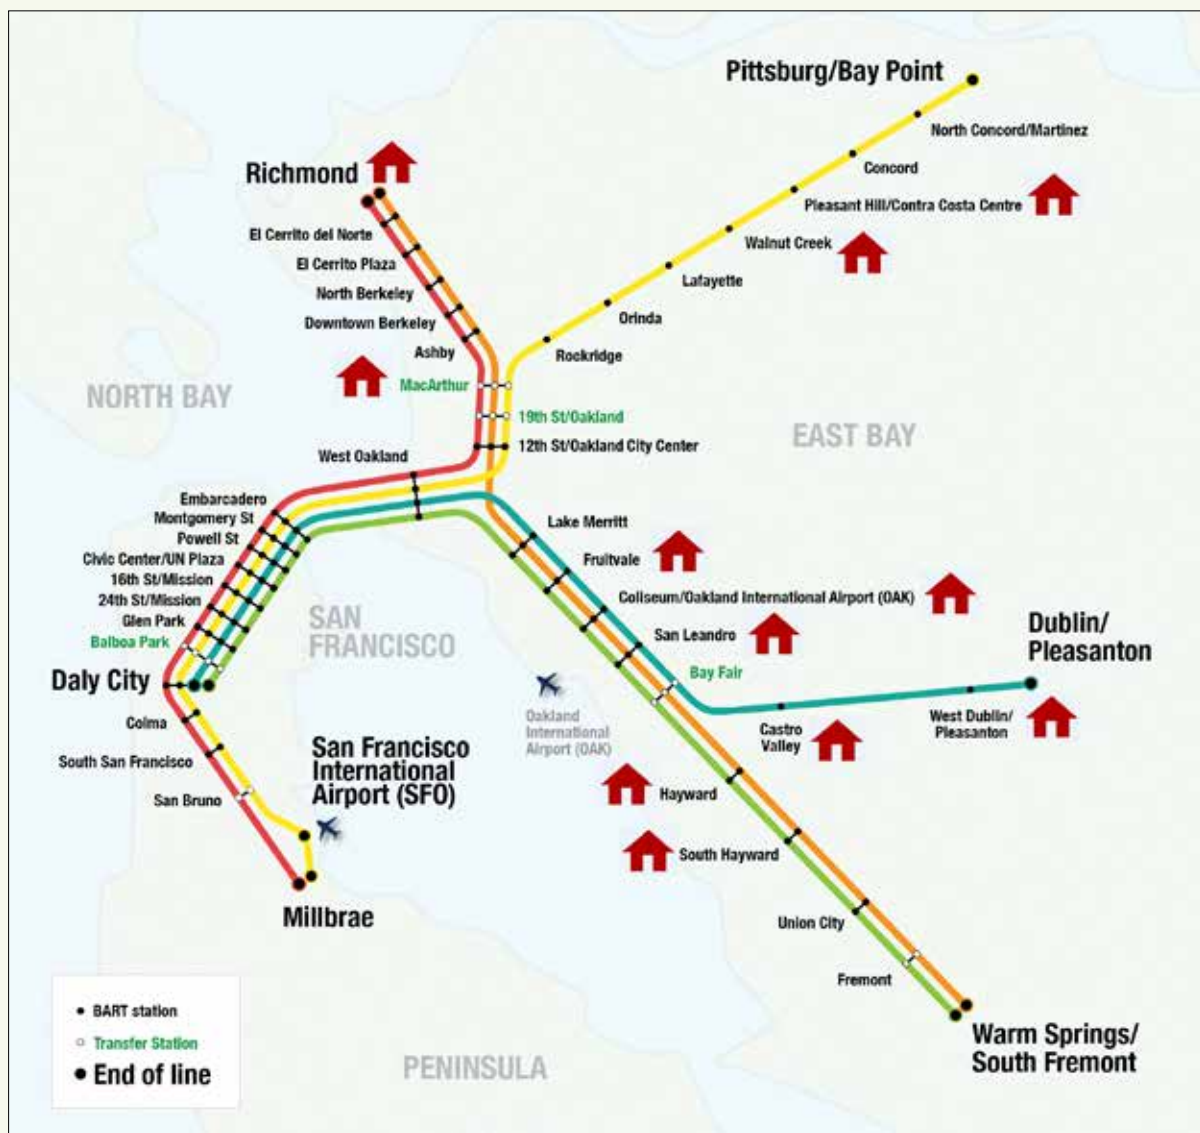 Pittsburg/Bay Point
North Concord/Martinez
Concord
Pleasant Hill/Contra Costa Centre
Walnut Creek
Lafayette
Orinda
Rockridge
Richmond
El Cerrito del Norte
El Cerrito Plaza
North Berkeley
Downtown Berkeley
Ashby
MacArthur
19th St/Oakland
12th St/Oakland City Center
NORTH BAY
EAST BAY
West Oakland
Embarcadero
Montgomery St
Powell St
Civic Center/UN Plaza
16th St/Mission
24th St/Mission
Glen Park
Balboa Park
Daly City
Colma
South San Francisco
San Bruno
SAN
FRANCISCO
San Francisco
International
Airport (SFO)
Millbrae
Lake Merritt
Fruitvale
Coliseum/Oakland International Airport (OAK)
San Leandro
Bay Fair
Oakland
International
Airport (OAK)
Castro
Valley
West Dublin/
Pleasanton
Dublin/
Pleasanton
Hayward
South Hayward
Union City
Fremont
Warm Springs/
South Fremont
PENINSULA
BART station
Transfer Station
End of line